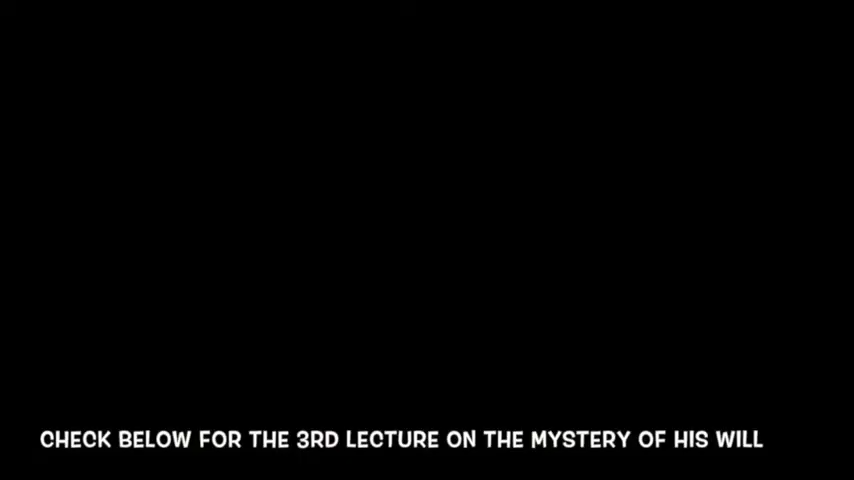 CHECK BELOW FOR THE 3RD LECTURE ON THE MYSTERY OF HIS WILL